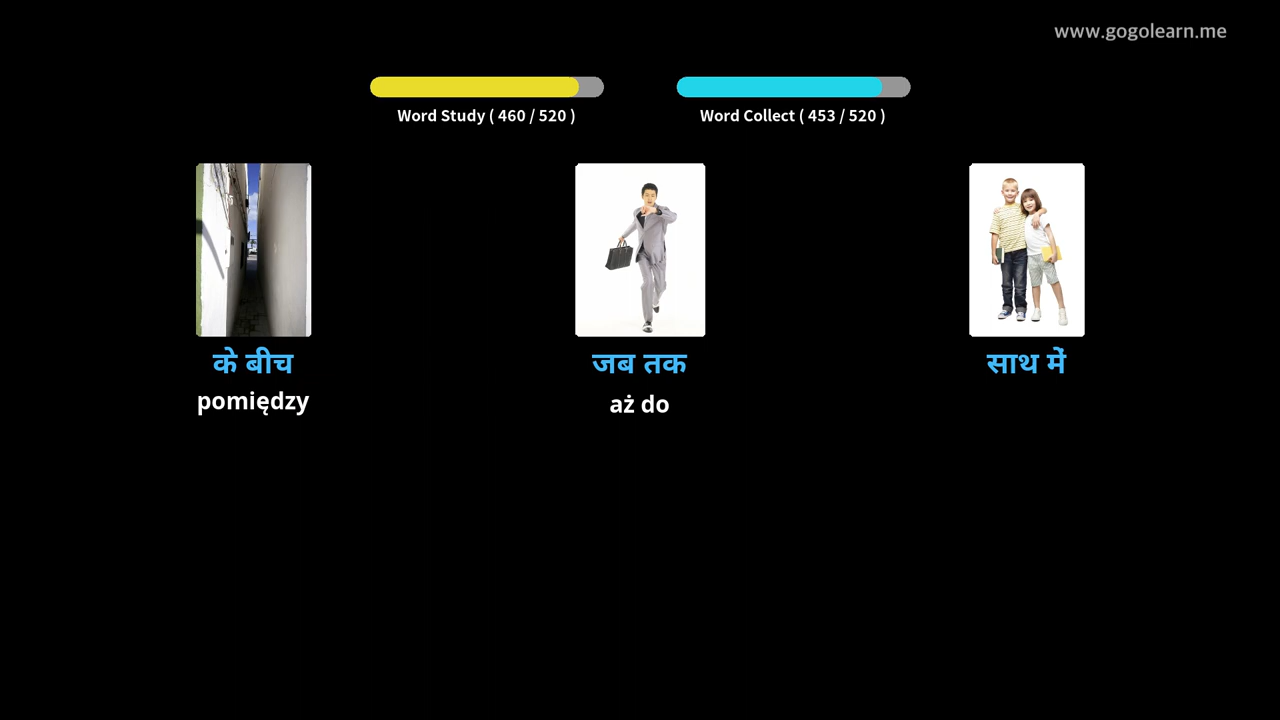 www.gogolearn.me
Word Study ( 460 / 520 )
Word Collect ( 453 / 520 )
के बीच
जब तक
साथ में
pomiędzy
aż do